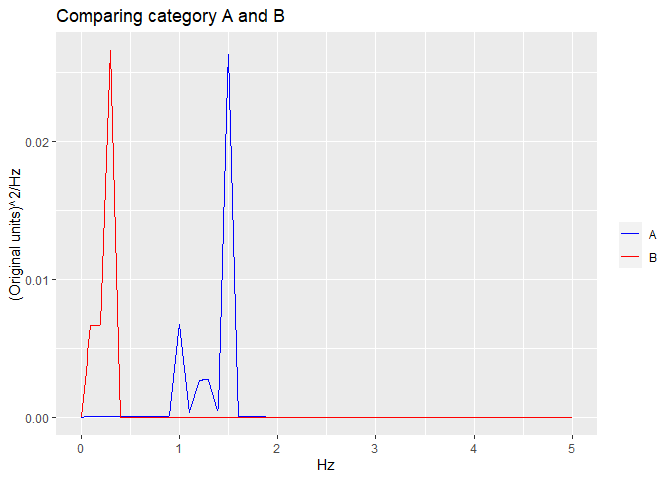 Comparing category A and B
(Original units)^2/Hz
0.02
0.01
0.00
0 1 2 3 4 5
Hz
A
B